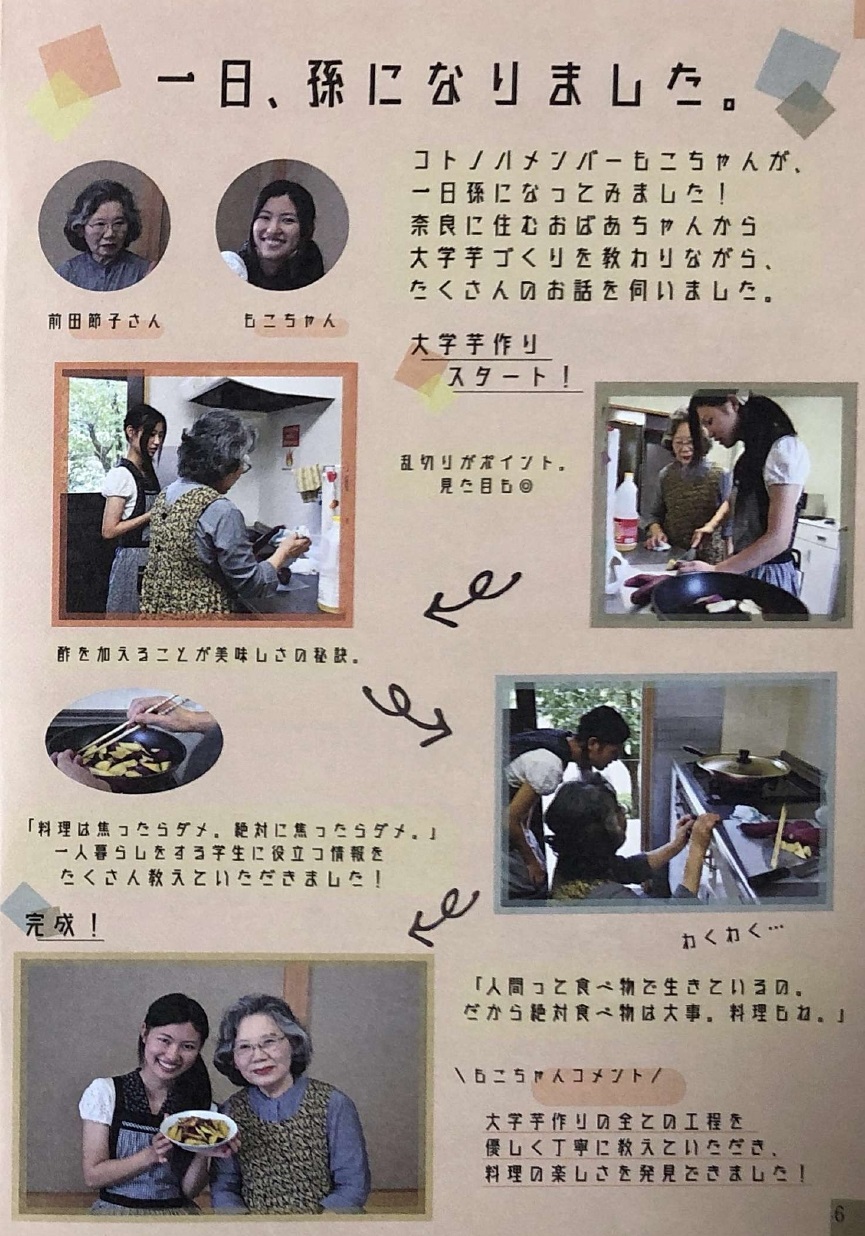 一日、孫になりました。
コトノハメンバーもこちゃんが、
一日孫になってみました！
奈良に住むおばあちゃんから
大学芋づくりを教わりながら、
たくさんのお話を伺いました。
前田節子さん
もこちゃん
大学芋作り
スタート！
乱切りがポイント。
見た目も◎
酢を加えることが美味しさの秘訣。
「料理は焦ったらダメ。絶対に焦ったらダメ。」
一人暮らしをする学生に役立つ情報を
たくさん教えていただきました！
わくわく…
完成！
「人間って食べ物で生きているの。
だから絶対食べ物は大事。料理もね。」
\もこちゃんコメント/
大学芋作りの全ての工程を
優しく丁寧に教えていただき、
料理の楽しさを発見できました！
6